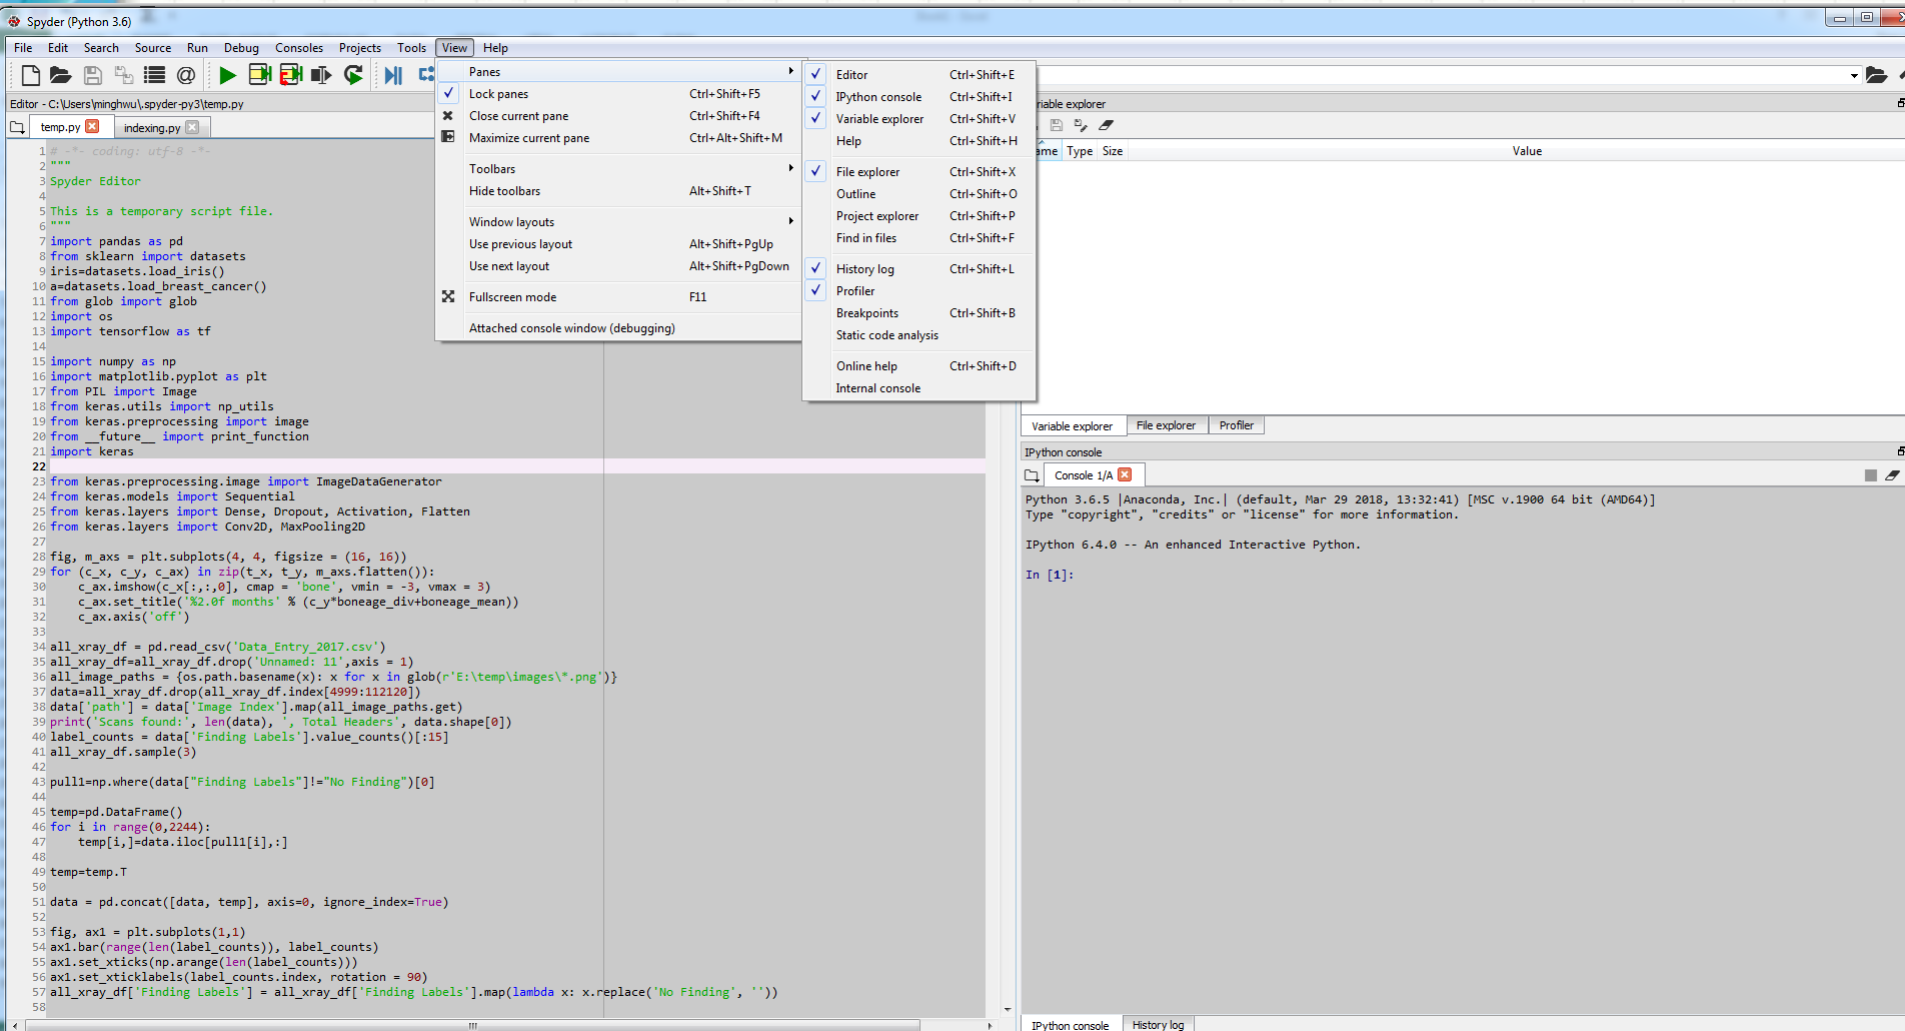 Spyder (Python 3.6)
File Edit Search Source Run Debug Consoles Projects Tools View Help
Editor - C:\Users\minghwu\.spyder-py3\temp.py
temp.py indexing.py
1 # -*- coding: utf-8 -*-
2 """
3 Spyder Editor
4
5 This is a temporary script file.
6 """
7 import pandas as pd
8 from sklearn import datasets
9 iris=datasets.load_iris()
10 a=datasets.load_breast_cancer()
11 from glob import glob
12 import os
13 import tensorflow as tf
14
15 import numpy as np
16 import matplotlib.pyplot as plt
17 from PIL import Image
18 from keras.utils import np_utils
19 from keras.preprocessing import image
20 from __future__ import print_function
21 import keras
22
23 from keras.preprocessing.image import ImageDataGenerator
24 from keras.models import Sequential
25 from keras.layers import Dense, Dropout, Activation, Flatten
26 from keras.layers import Conv2D, MaxPooling2D
27
28 fig, m_axs = plt.subplots(4, 4, figsize = (16, 16))
29 for (c_x, c_y, c_ax) in zip(t_x, t_y, m_axs.flatten()):
30     c_ax.imshow(c_x[:,:,0], cmap = 'bone', vmin = -3, vmax = 3)
31     c_ax.set_title('%2.0f months' % (c_y*boneage_div+boneage_mean))
32     c_ax.axis('off')
33
34 all_xray_df = pd.read_csv('Data_Entry_2017.csv')
35 all_xray_df=all_xray_df.drop('Unnamed: 11',axis = 1)
36 all_image_paths = {os.path.basename(x): x for x in glob(r'E:\temp\images\*.png')}
37 data=all_xray_df.drop(all_xray_df.index[4999:112120])
38 data['path'] = data['Image Index'].map(all_image_paths.get)
39 print('Scans found:', len(data), ', Total Headers', data.shape[0])
40 label_counts = data['Finding Labels'].value_counts()[:15]
41 all_xray_df.sample(3)
42
43 pull1=np.where(data["Finding Labels"]!="No Finding")[0]
44
45 temp=pd.DataFrame()
46 for i in range(0,2244):
47     temp[i,]=data.iloc[pull1[i],:]
48
49 temp=temp.T
50
51 data = pd.concat([data, temp], axis=0, ignore_index=True)
52
53 fig, ax1 = plt.subplots(1,1)
54 ax1.bar(range(len(label_counts)), label_counts)
55 ax1.set_xticks(np.arange(len(label_counts)))
56 ax1.set_xticklabels(label_counts.index, rotation = 90)
57 all_xray_df['Finding Labels'] = all_xray_df['Finding Labels'].map(lambda x: x.replace('No Finding', ''))
58
Panes
Lock panes Ctrl+Shift+F5
Close current pane Ctrl+Shift+F4
Maximize current pane Ctrl+Alt+Shift+M
Toolbars
Hide toolbars Alt+Shift+T
Window layouts
Use previous layout Alt+Shift+PgUp
Use next layout Alt+Shift+PgDown
Fullscreen mode F11
Attached console window (debugging)
Editor Ctrl+Shift+E
IPython console Ctrl+Shift+I
Variable explorer Ctrl+Shift+V
Help Ctrl+Shift+H
File explorer Ctrl+Shift+X
Outline Ctrl+Shift+O
Project explorer Ctrl+Shift+P
Find in files Ctrl+Shift+F
History log Ctrl+Shift+L
Profiler
Breakpoints Ctrl+Shift+B
Static code analysis
Online help Ctrl+Shift+D
Internal console
riable explorer
ame Type Size Value
Variable explorer File explorer Profiler
IPython console
Console 1/A
Python 3.6.5 |Anaconda, Inc.| (default, Mar 29 2018, 13:32:41) [MSC v.1900 64 bit (AMD64)]
Type "copyright", "credits" or "license" for more information.
IPython 6.4.0 -- An enhanced Interactive Python.
In [1]:
IPython console History log